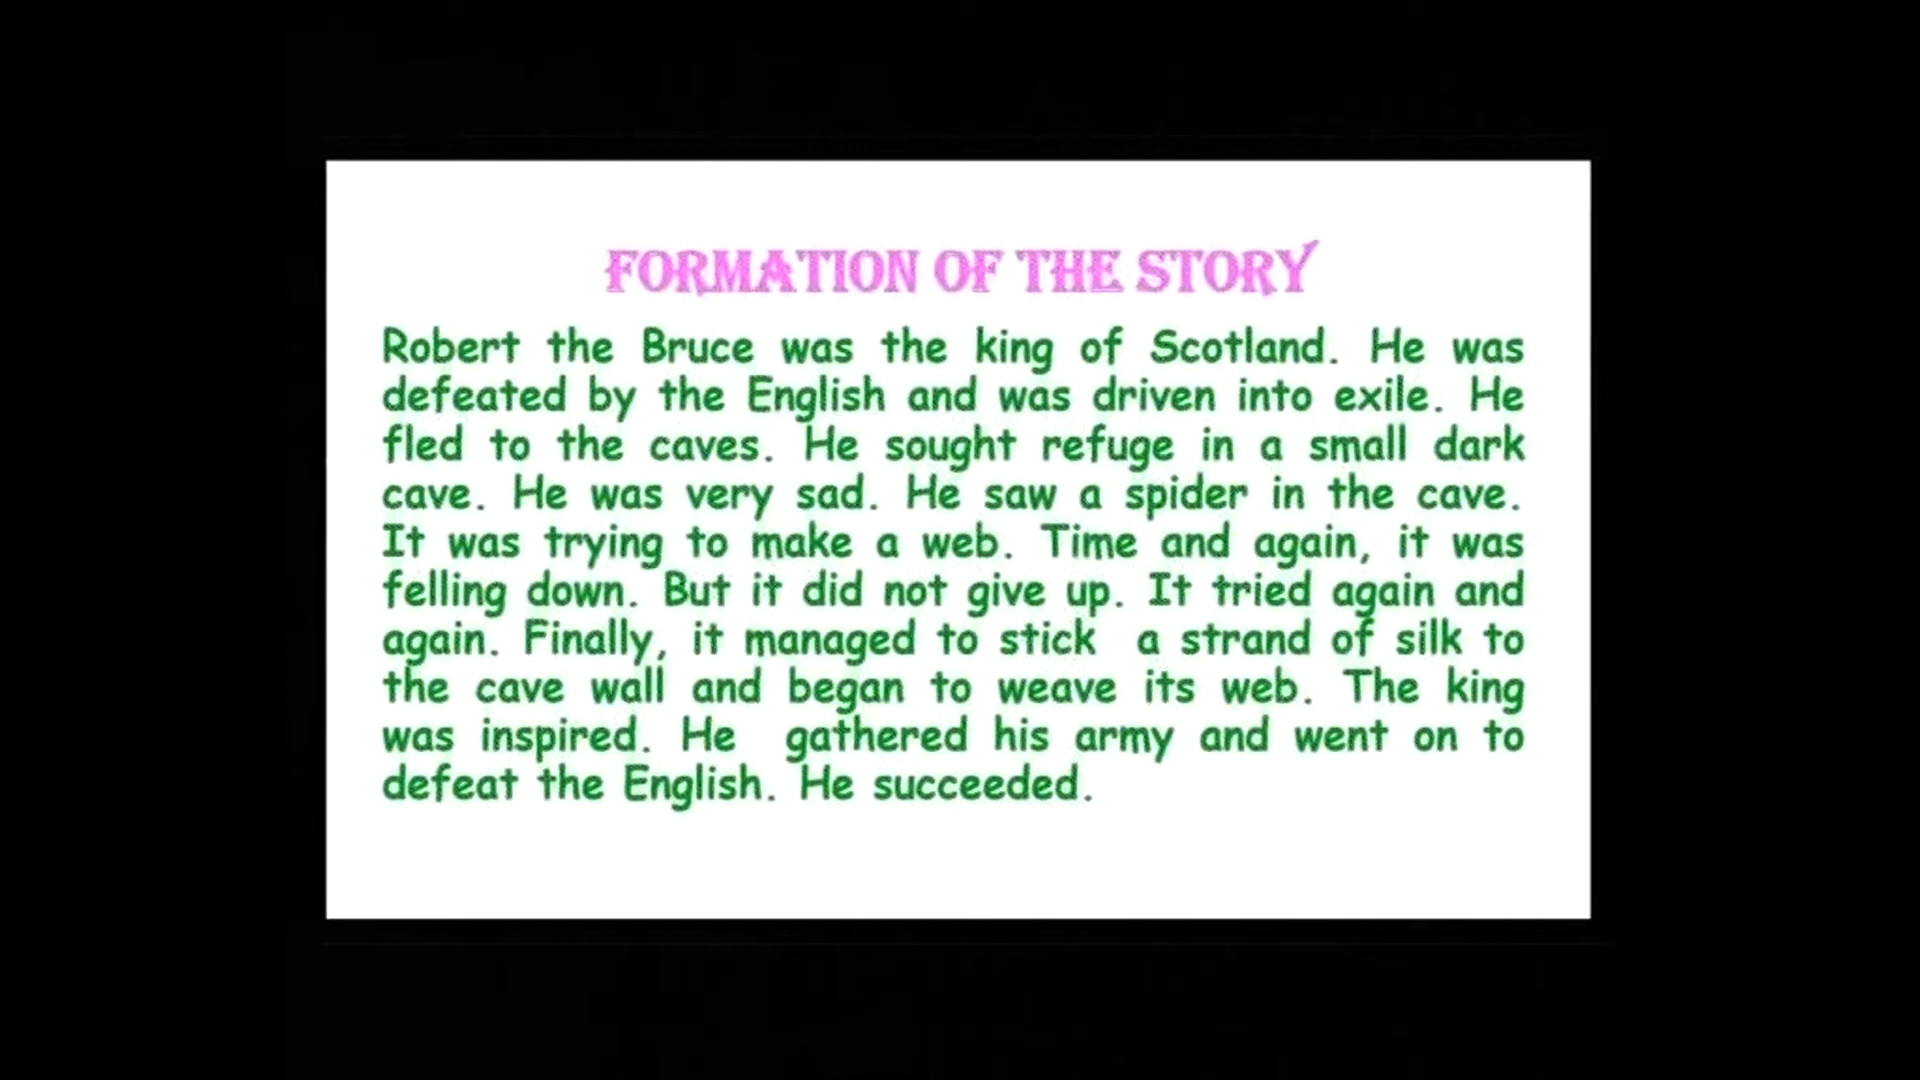 FORMATION OF THE STORY
Robert the Bruce was the king of Scotland. He was
defeated by the English and was driven into exile. He
fled to the caves. He sought refuge in a small dark
cave. He was very sad. He saw a spider in the cave.
It was trying to make a web. Time and again, it was
felling down. But it did not give up. It tried again and
again. Finally, it managed to stick a strand of silk to
the cave wall and began to weave its web. The king
was inspired. He gathered his army and went on to
defeat the English. He succeeded.